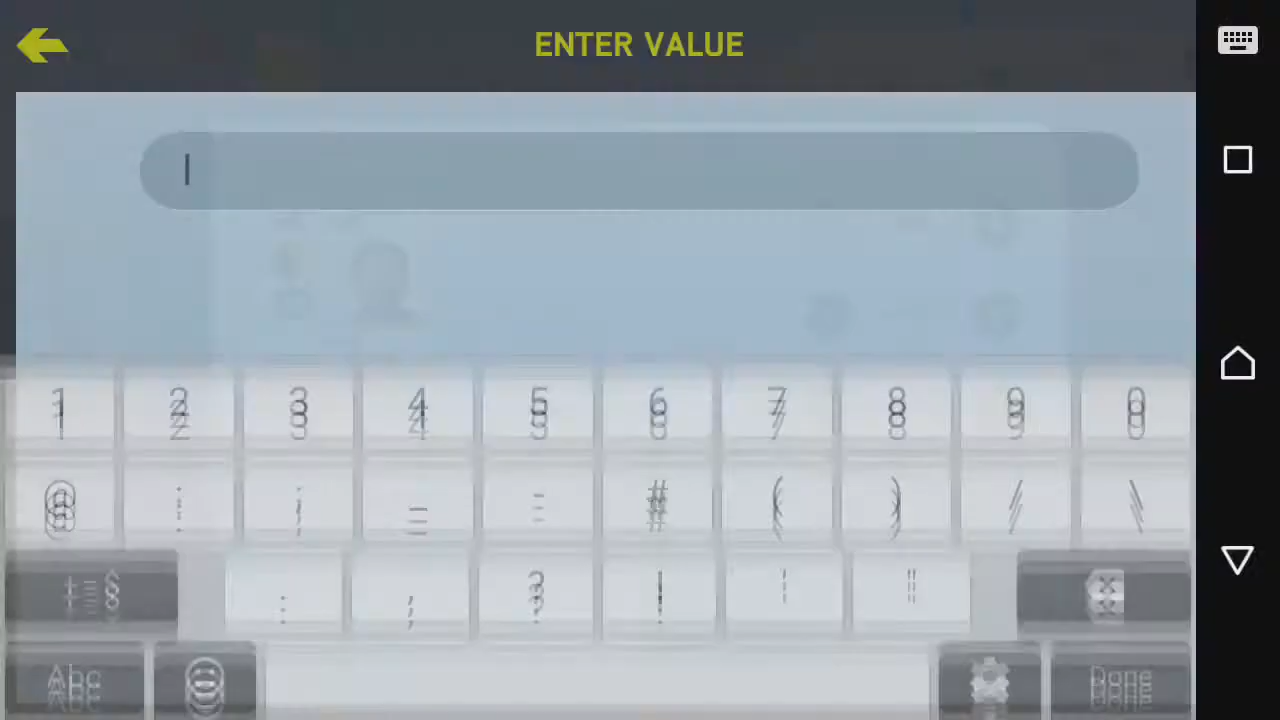 ENTER VALUE
1 2 3 4 5 6 7 8 9 0
@ : ; _ - # ( ) / \
+=§ . , ? ! ' "
Abc Done